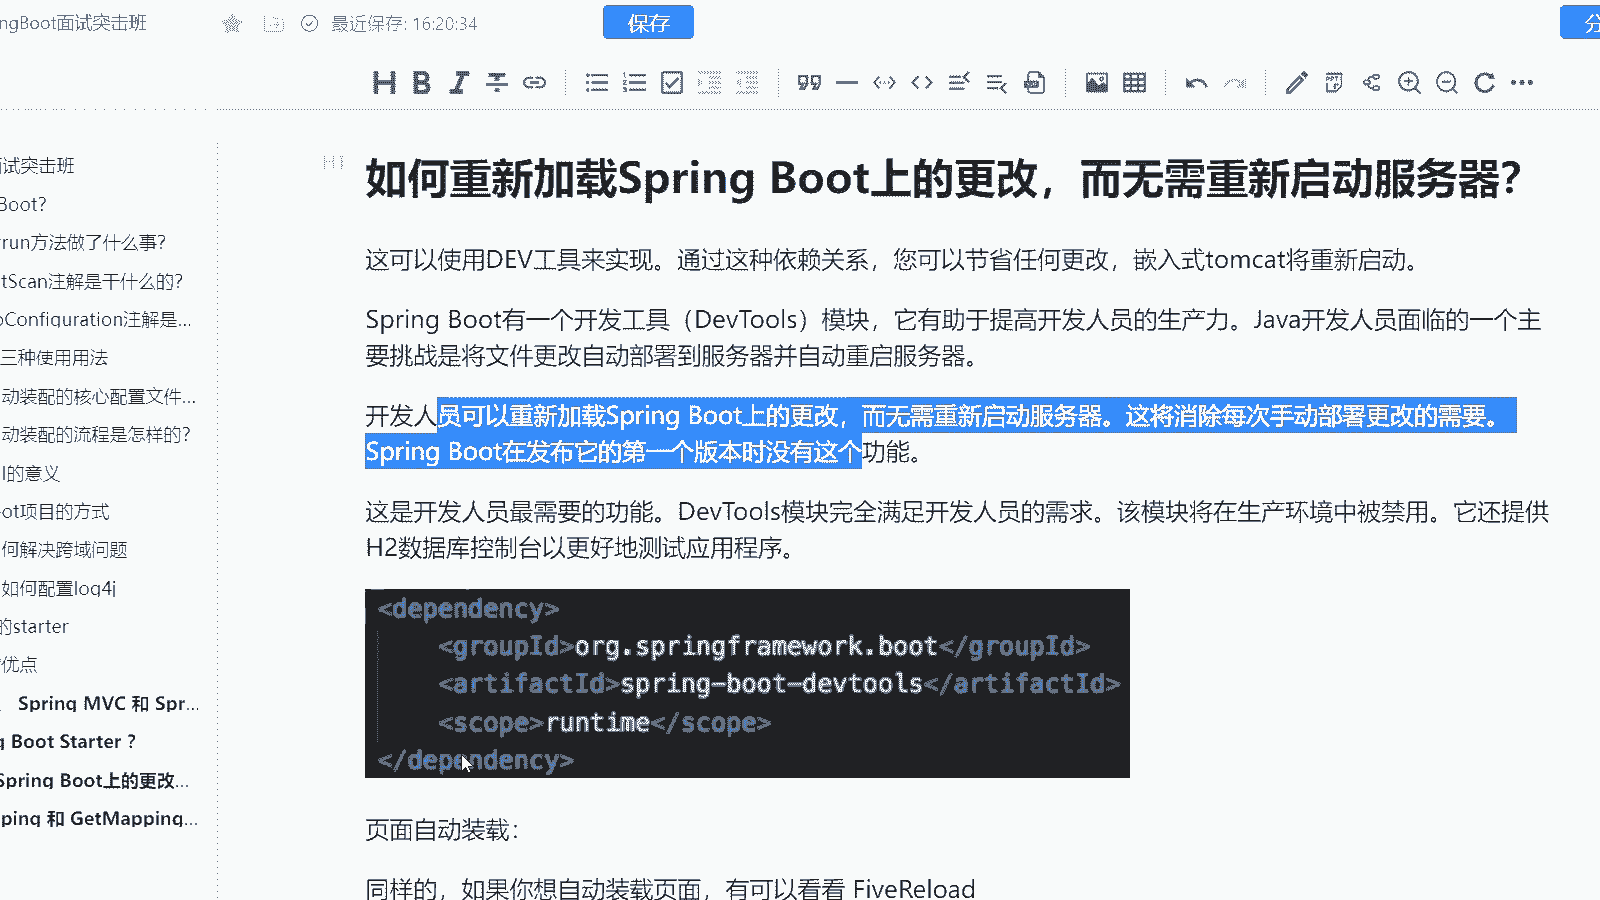 ngBoot面试突击班
最近保存: 16:20:34
保存
分
面试突击班
Boot?
run方法做了什么事?
tScan注解是干什么的?
oConfiguration注解是...
三种使用用法
动装配的核心配置文件...
动装配的流程是怎样的?
的意义
ot项目的方式
何解决跨域问题
如何配置log4j
的starter
优点
Spring MVC 和 Spr...
g Boot Starter ?
Spring Boot上的更改...
ping 和 GetMapping...
H1
如何重新加载Spring Boot上的更改，而无需重新启动服务器?
这可以使用DEV工具来实现。通过这种依赖关系，您可以节省任何更改，嵌入式tomcat将重新启动。
Spring Boot有一个开发工具（DevTools）模块，它有助于提高开发人员的生产力。Java开发人员面临的一个主
要挑战是将文件更改自动部署到服务器并自动重启服务器。
开发人员可以重新加载Spring Boot上的更改，而无需重新启动服务器。这将消除每次手动部署更改的需要。
Spring Boot在发布它的第一个版本时没有这个功能。
这是开发人员最需要的功能。DevTools模块完全满足开发人员的需求。该模块将在生产环境中被禁用。它还提供
H2数据库控制台以更好地测试应用程序。
<dependency>
<groupId>org.springframework.boot</groupId>
<artifactId>spring-boot-devtools</artifactId>
<scope>runtime</scope>
</dependency>
页面自动装载：
同样的，如果你想自动装载页面，有可以看看 FiveReload